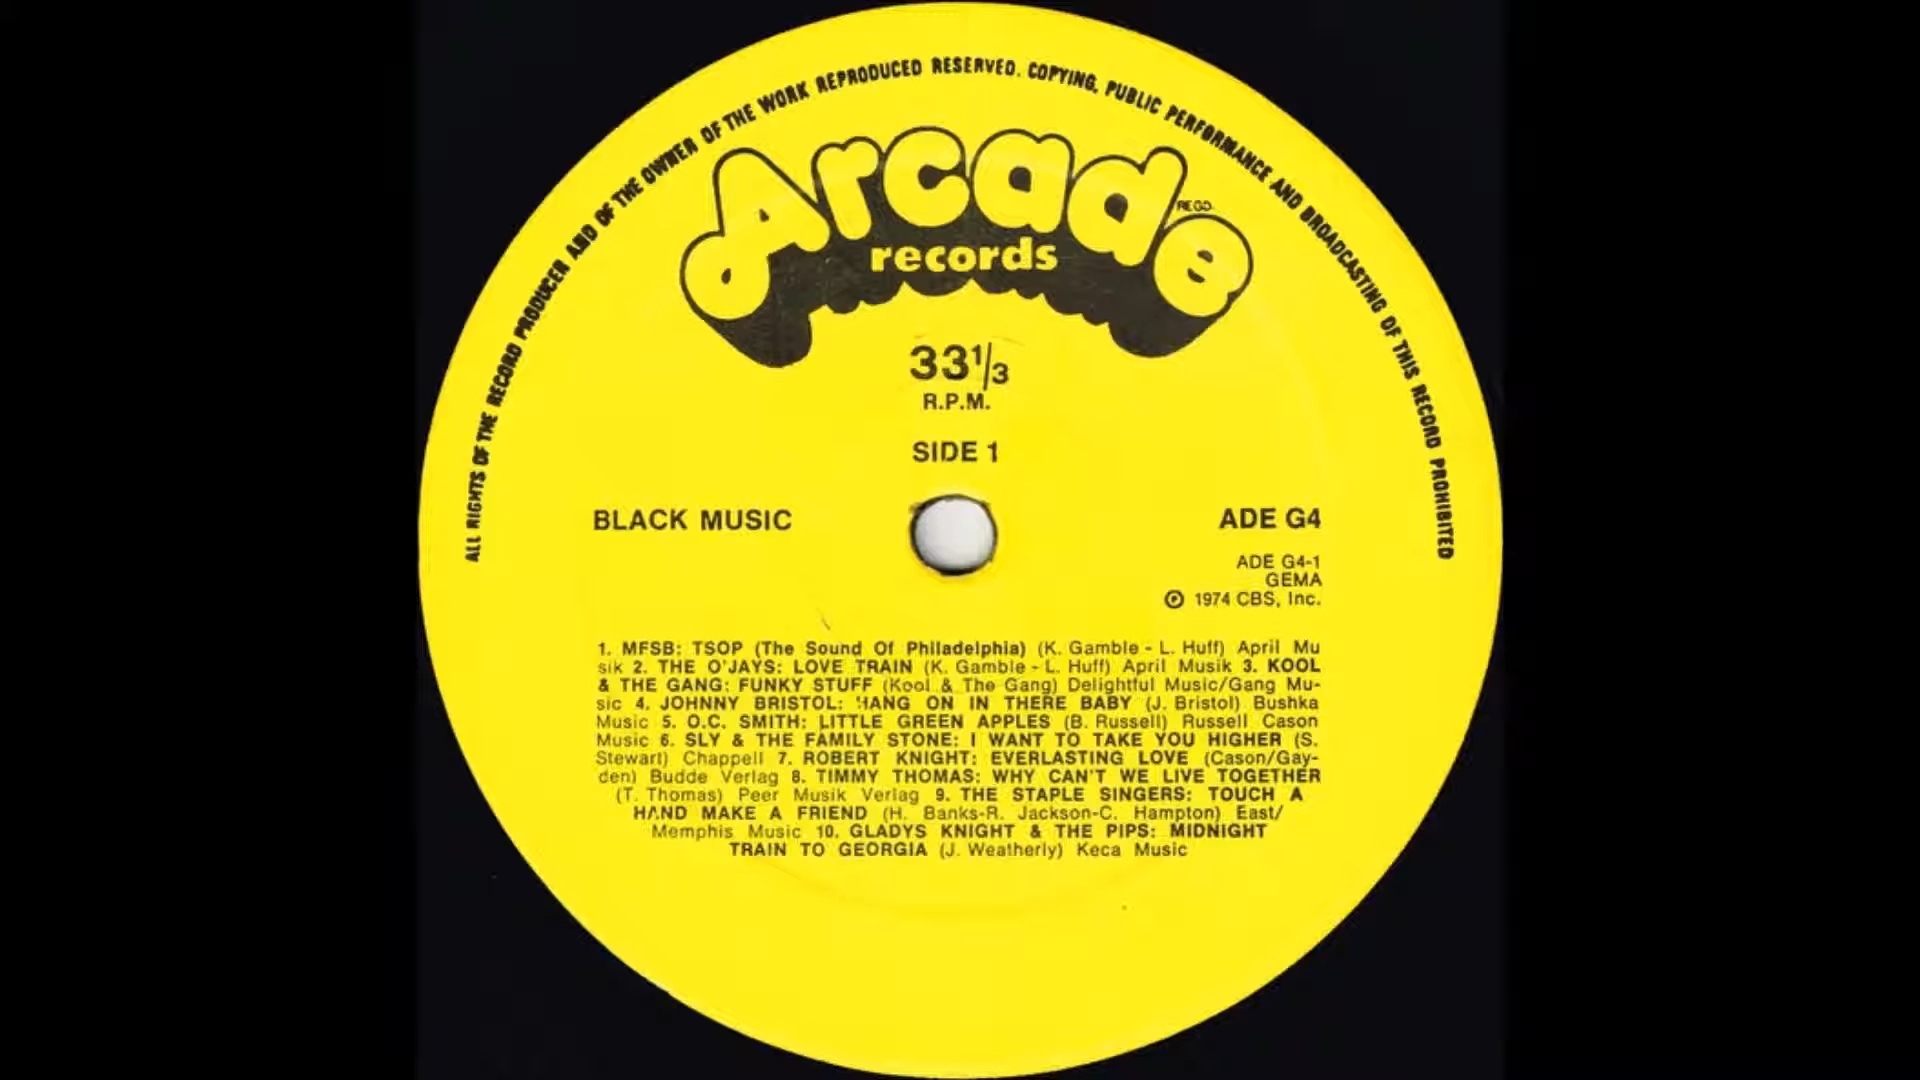 ALL RIGHTS OF THE RECORD PRODUCER AND OF THE OWNER OF THE WORK REPRODUCED RESERVED. COPYING, PUBLIC PERFORMANCE AND BROADCASTING OF THIS RECORD PROHIBITED
Arcade
REGD.
records
33 1/3
R.P.M.
SIDE 1
BLACK MUSIC
ADE G4
ADE G4-1
GEMA
Ⓟ 1974 CBS, Inc.
1. MFSB: TSOP (The Sound Of Philadelphia) (K. Gamble - L. Huff) April Mu
sik 2. THE O'JAYS: LOVE TRAIN (K. Gamble - L. Huff) April Musik 3. KOOL
& THE GANG: FUNKY STUFF (Kool & The Gang) Delightful Music/Gang Mu-
sic 4. JOHNNY BRISTOL: HANG ON IN THERE BABY (J. Bristol) Bushka
Music 5. O.C. SMITH: LITTLE GREEN APPLES (B. Russell) Russell Cason
Music 6. SLY & THE FAMILY STONE: I WANT TO TAKE YOU HIGHER (S.
Stewart) Chappell 7. ROBERT KNIGHT: EVERLASTING LOVE (Cason/Gay-
den) Budde Verlag 8. TIMMY THOMAS: WHY CAN'T WE LIVE TOGETHER
(T. Thomas) Peer Musik Verlag 9. THE STAPLE SINGERS: TOUCH A
HAND MAKE A FRIEND (H. Banks-R. Jackson-C. Hampton) East/
Memphis Music 10. GLADYS KNIGHT & THE PIPS: MIDNIGHT
TRAIN TO GEORGIA (J. Weatherly) Keca Music